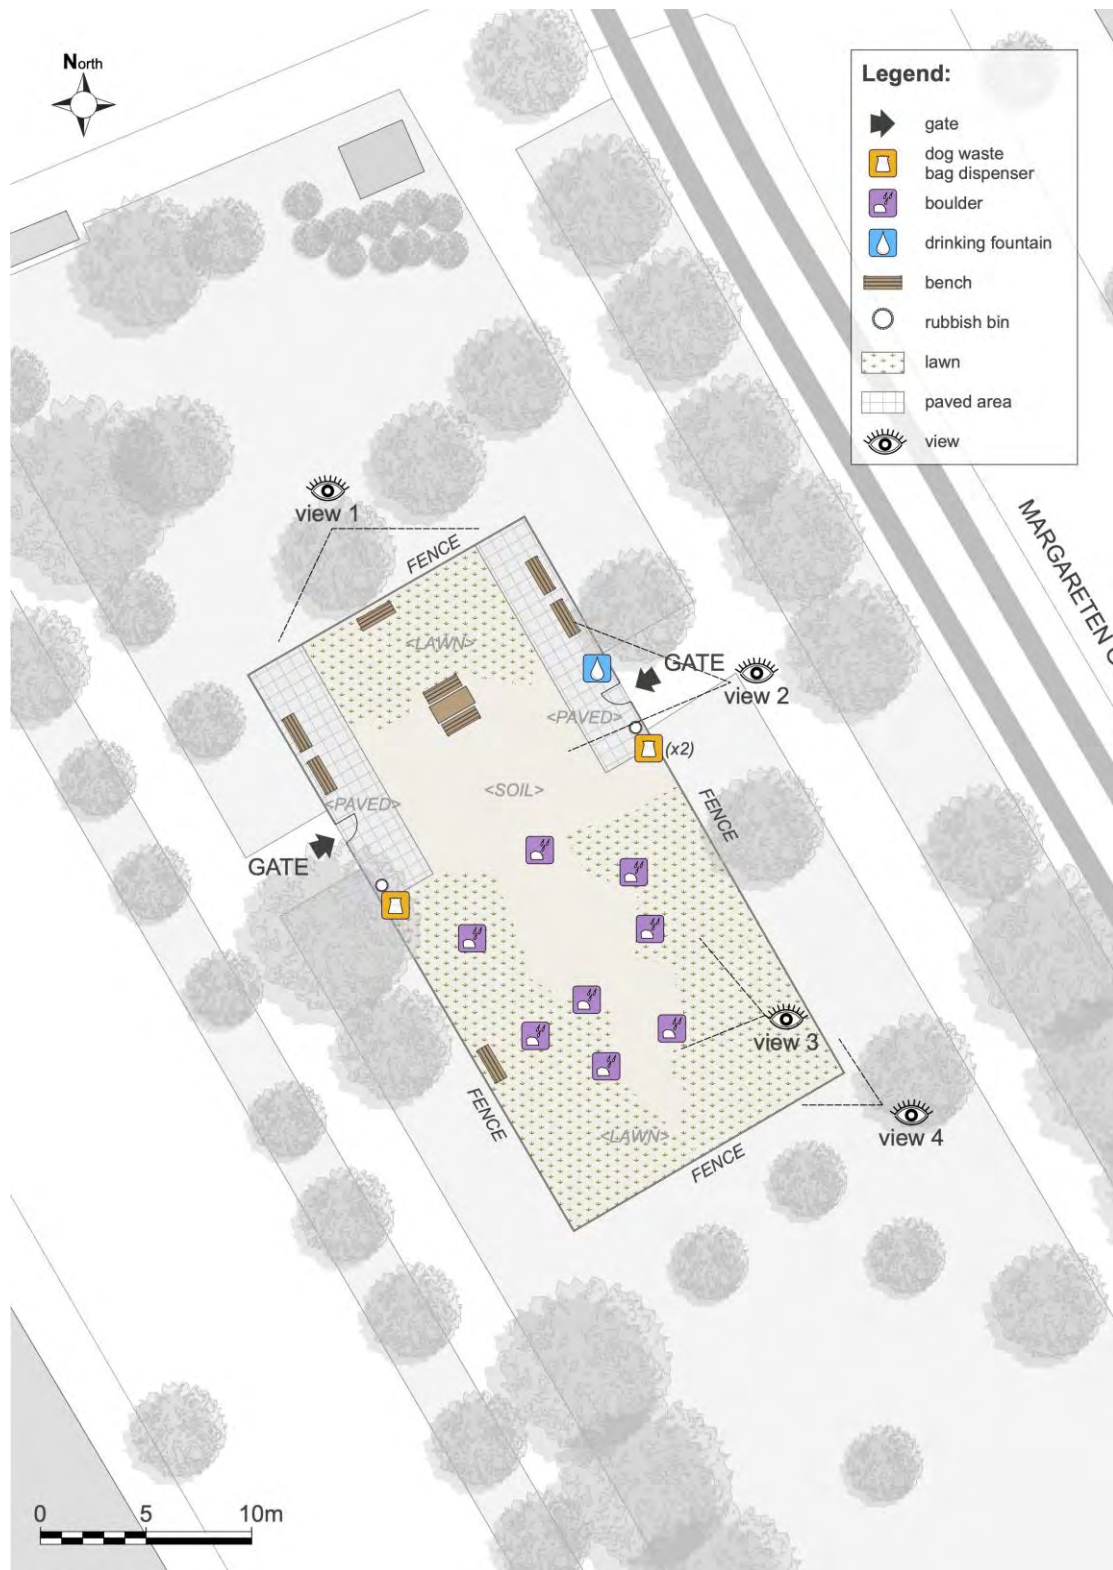 North
Legend:
gate
dog waste
bag dispenser
boulder
drinking fountain
bench
rubbish bin
lawn
paved area
view
MARGARETEN
view 1
FENCE
<LAWN>
GATE
view 2
<PAVED>
(x2)
<SOIL>
<PAVED>
FENCE
GATE
view 3
FENCE
<LAWN>
view 4
FENCE
0 5 10m